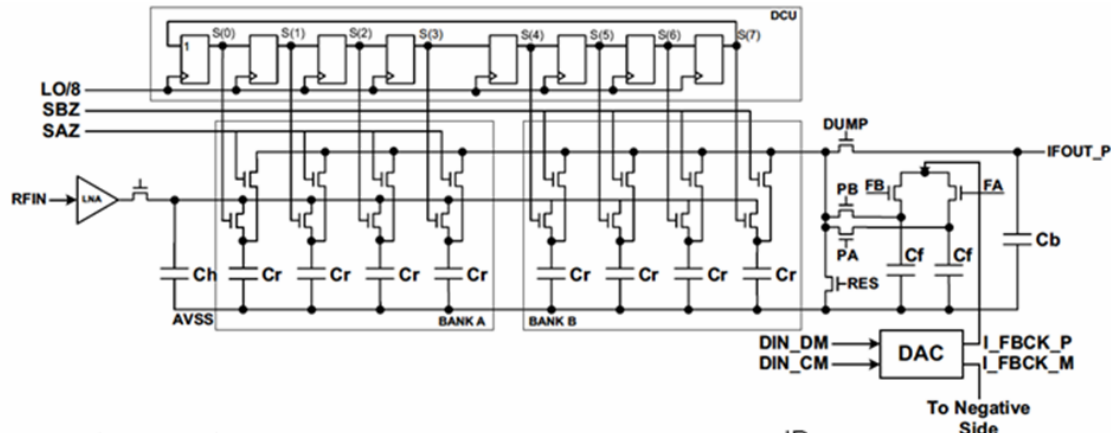 DCU
S(0) S(1) S(2) S(3) S(4) S(5) S(6) S(7)
1
LO/8
SBZ
SAZ
DUMP
IFOUT_P
RFIN LNA
PB FB FA
PA
Ch Cr Cr Cr Cr Cr Cr Cr Cr Cf Cf Cb
RES
AVSS BANK A BANK B
DIN_DM DAC I_FBCK_P
DIN_CM I_FBCK_M
To Negative
Side